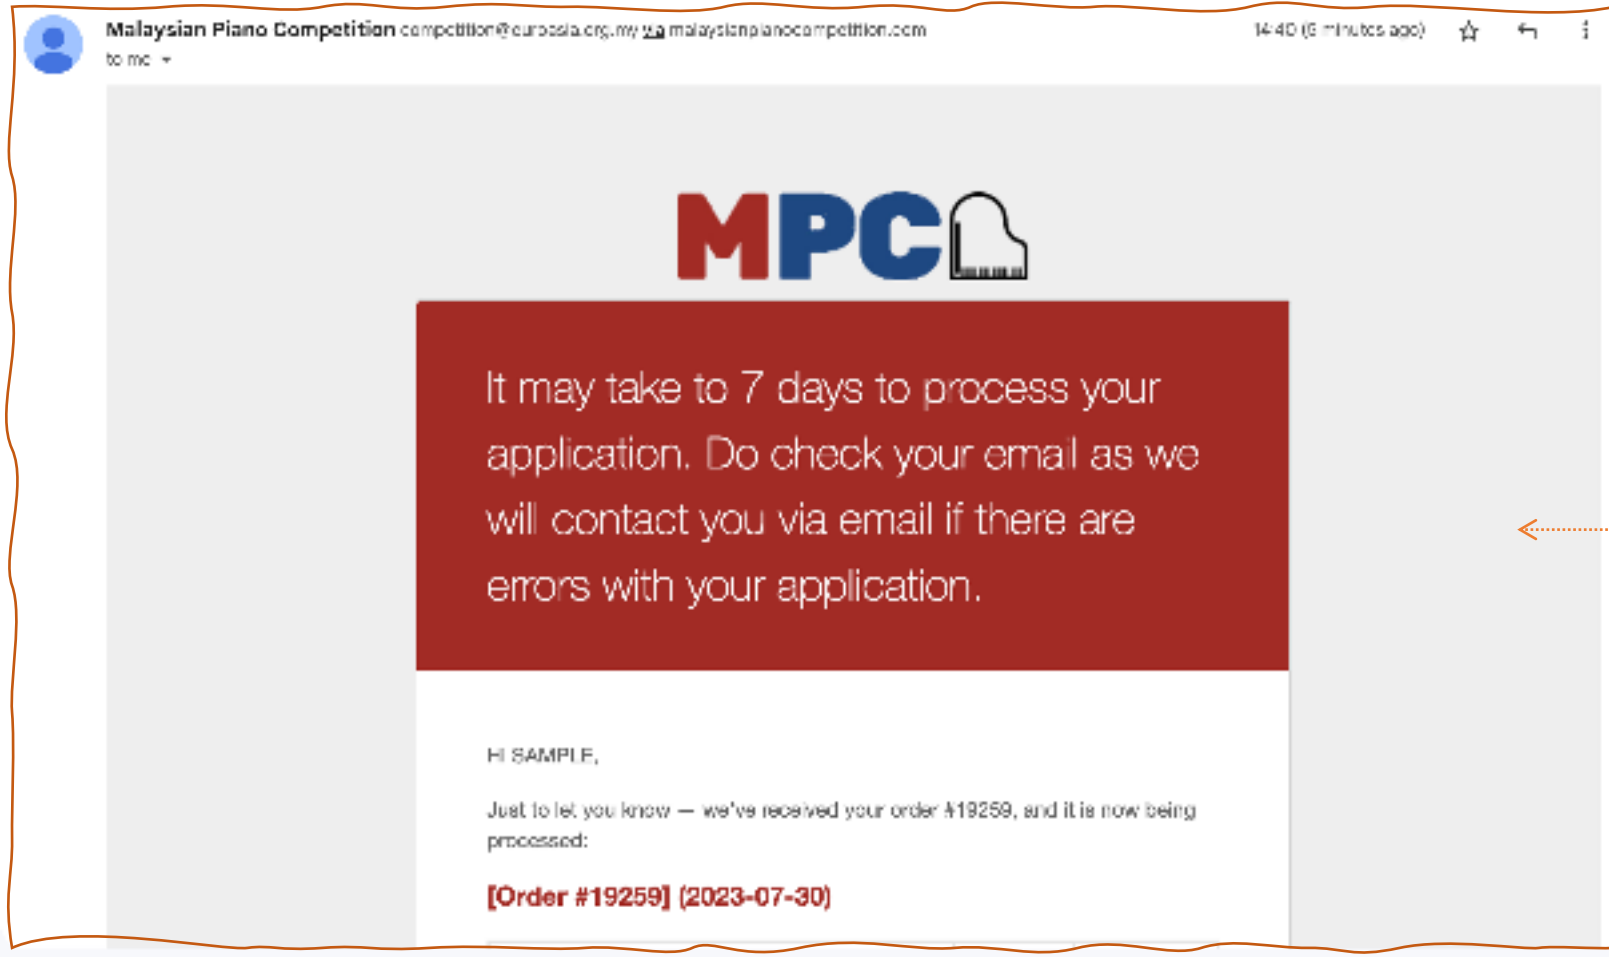 Malaysian Piano Competition competition@euroasia.org.my via malaysianpianocompetition.com 14:40 (6 minutes ago)
to me
MPC
It may take to 7 days to process your
application. Do check your email as we
will contact you via email if there are
errors with your application.
HI SAMPLE,
Just to let you know — we've received your order #19259, and it is now being
processed:
[Order #19259] (2023-07-30)